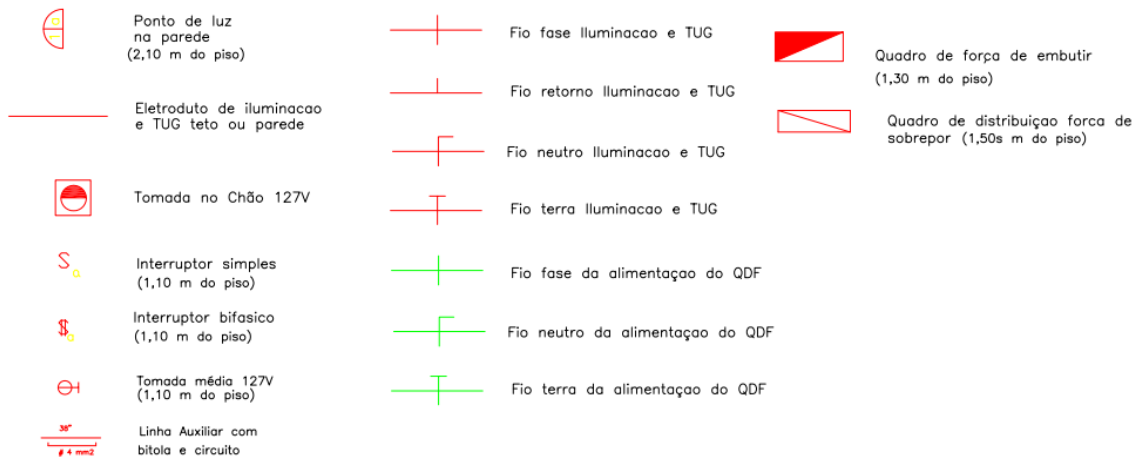 Ponto de luz
na parede
(2,10 m do piso)
Eletroduto de iluminacao
e TUG teto ou parede
Tomada no Chão 127V
S a
Interruptor simples
(1,10 m do piso)
a
Interruptor bifasico
(1,10 m do piso)
Tomada média 127V
(1,10 m do piso)
38"
# 4 mm2
Linha Auxiliar com
bitola e circuito
Fio fase Iluminacao e TUG
Fio retorno Iluminacao e TUG
Fio neutro Iluminacao e TUG
Fio terra Iluminacao e TUG
Fio fase da alimentaçao do QDF
Fio neutro da alimentaçao do QDF
Fio terra da alimentaçao do QDF
Quadro de força de embutir
(1,30 m do piso)
Quadro de distribuiçao forca de
sobrepor (1,50s m do piso)